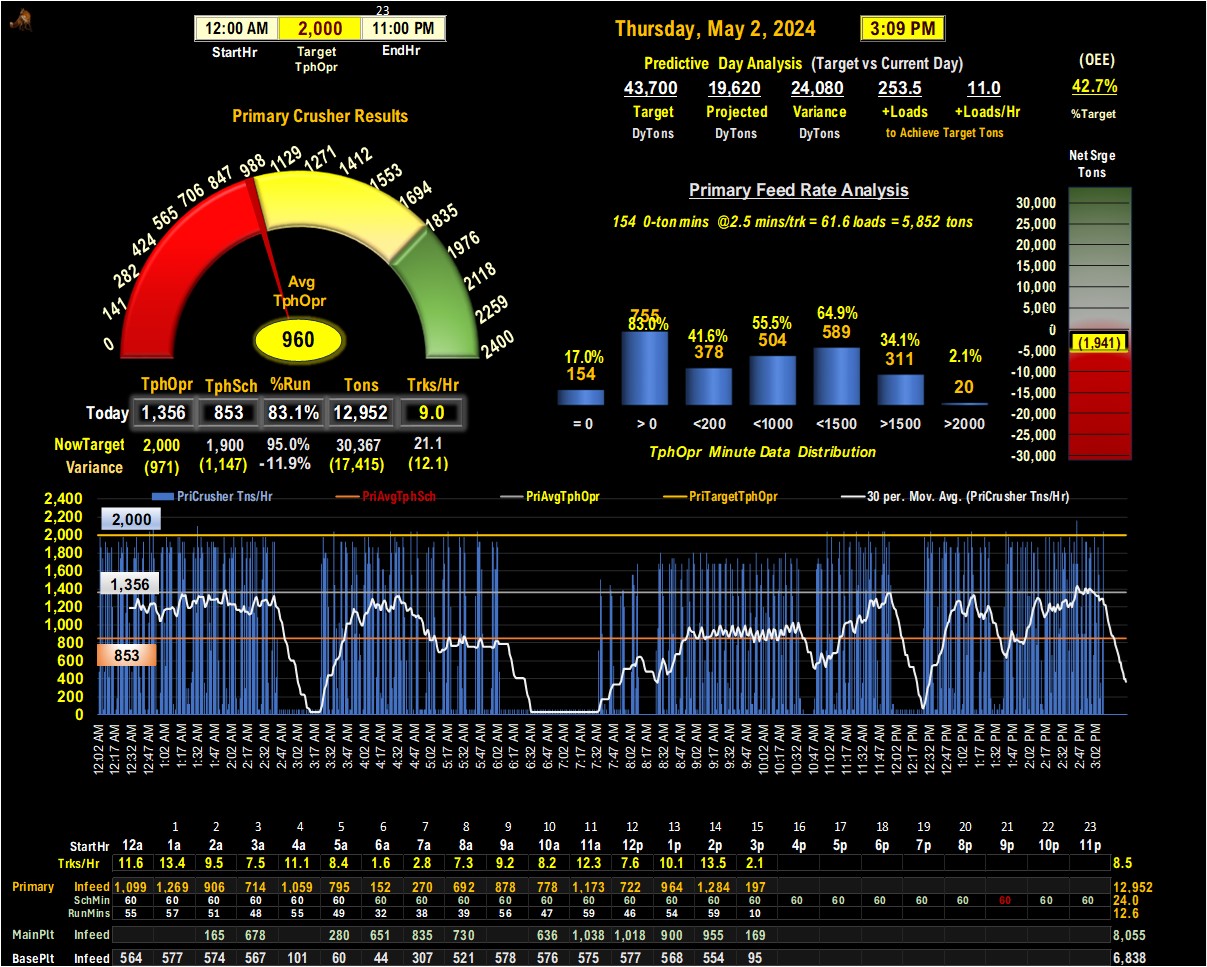 23
12:00 AM 2,000 11:00 PM
StartHr Target TphOpr EndHr
Thursday, May 2, 2024 3:09 PM
Predictive Day Analysis (Target vs Current Day)
43,700 19,620 24,080 253.5 11.0
Target Projected Variance +Loads +Loads/Hr
DyTons DyTons DyTons to Achieve Target Tons
(OEE)
42.7%
%Target
Primary Crusher Results
0 141 282 424 565 706 847 988 1129 1271 1412 1553 1694 1835 1976 2118 2259 2400
Avg
TphOpr
960
TphOpr TphSch %Run Tons Trks/Hr
Today 1,356 853 83.1% 12,952 9.0
NowTarget 2,000 1,900 95.0% 30,367 21.1
Variance (971) (1,147) -11.9% (17,415) (12.1)
Primary Feed Rate Analysis
154 0-ton mins @2.5 mins/trk = 61.6 loads = 5,852 tons
17.0% 83.0% 41.6% 55.5% 64.9% 34.1% 2.1%
154 755 378 504 589 311 20
= 0 > 0 <200 <1000 <1500 >1500 >2000
TphOpr Minute Data Distribution
Net Srge
Tons
30,000
25,000
20,000
15,000
10,000
5,000
0
(1,941)
-5,000
-10,000
-15,000
-20,000
-25,000
-30,000
PriCrusher Tns/Hr PriAvgTphSch PriAvgTphOpr PriTargetTphOpr 30 per. Mov. Avg. (PriCrusher Tns/Hr)
2,400
2,200
2,000
1,800
1,600
1,400
1,200
1,000
800
600
400
200
0
2,000
1,356
853
12:02 AM 12:17 AM 12:32 AM 12:47 AM 1:02 AM 1:17 AM 1:32 AM 1:47 AM 2:02 AM 2:17 AM 2:32 AM 2:47 AM 3:02 AM 3:17 AM 3:32 AM 3:47 AM 4:02 AM 4:17 AM 4:32 AM 4:47 AM 5:02 AM 5:17 AM 5:32 AM 5:47 AM 6:02 AM 6:17 AM 6:32 AM 6:47 AM 7:02 AM 7:17 AM 7:32 AM 7:47 AM 8:02 AM 8:17 AM 8:32 AM 8:47 AM 9:02 AM 9:17 AM 9:32 AM 9:47 AM 10:02 AM 10:17 AM 10:32 AM 10:47 AM 11:02 AM 11:17 AM 11:32 AM 11:47 AM 12:02 PM 12:17 PM 12:32 PM 12:47 PM 1:02 PM 1:17 PM 1:32 PM 1:47 PM 2:02 PM 2:17 PM 2:32 PM 2:47 PM 3:02 PM
1 2 3 4 5 6 7 8 9 10 11 12 13 14 15 16 17 18 19 20 21 22 23
StartHr 12a 1a 2a 3a 4a 5a 6a 7a 8a 9a 10a 11a 12p 1p 2p 3p 4p 5p 6p 7p 8p 9p 10p 11p
Trks/Hr 11.6 13.4 9.5 7.5 11.1 8.4 1.6 2.8 7.3 9.2 8.2 12.3 7.6 10.1 13.5 2.1 8.5
Primary Infeed 1,099 1,269 906 714 1,059 795 152 270 692 878 778 1,173 722 964 1,284 197 12,952
SchMin 60 60 60 60 60 60 60 60 60 60 60 60 60 60 60 60 60 60 60 60 60 60 60 60 24.0
RunMins 55 57 51 48 55 49 32 38 39 56 47 59 46 54 59 10 12.6
MainPlt Infeed 165 678 280 651 835 730 636 1,038 1,018 900 955 169 8,055
BasePlt Infeed 564 577 574 567 101 60 44 307 521 578 576 575 577 568 554 95 6,838